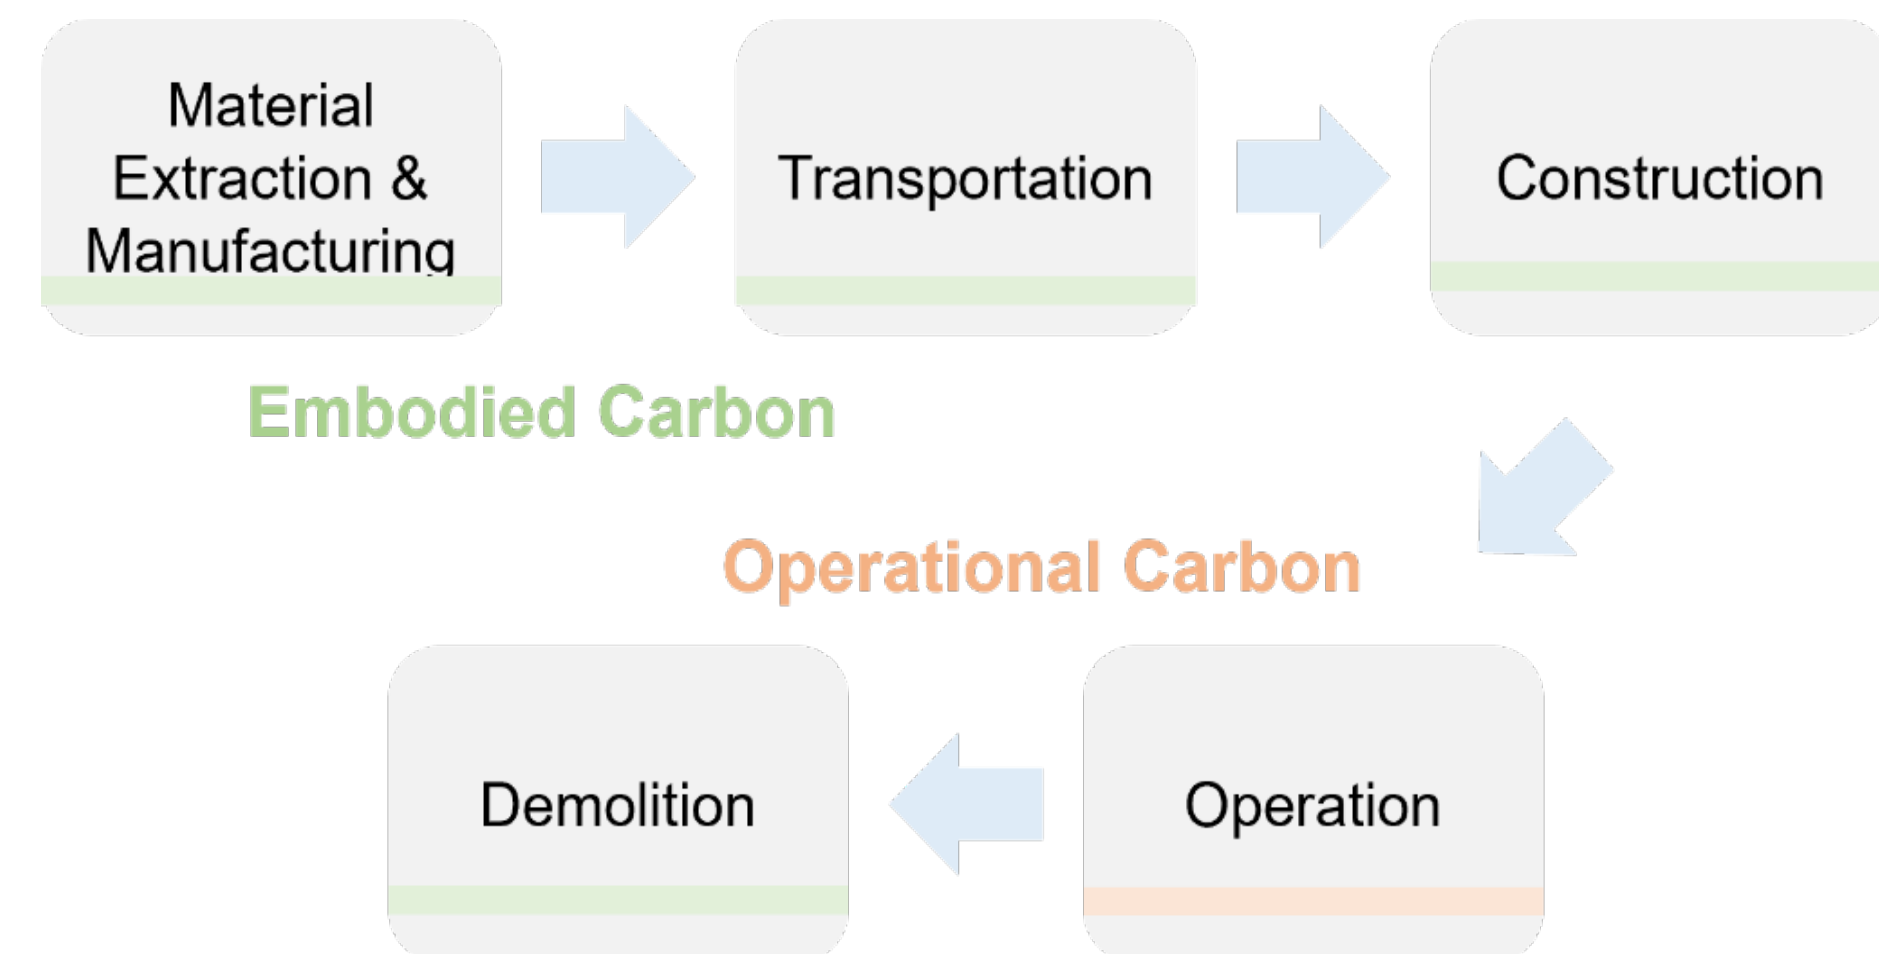 Material
Extraction &
Manufacturing
Transportation
Construction
Embodied Carbon
Operational Carbon
Demolition
Operation